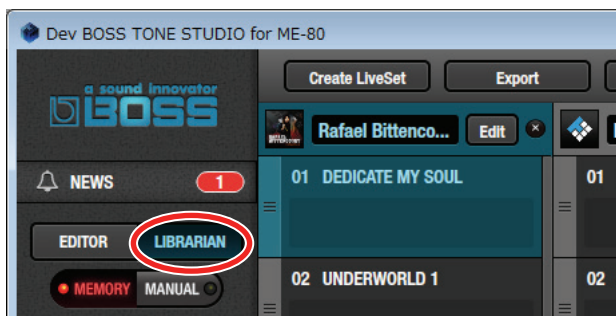 Dev BOSS TONE STUDIO for ME-80
Create LiveSet
Export
a sound innovator
BOSS
Rafael Bittenco...
Edit
NEWS
1
01 DEDICATE MY SOUL
01
EDITOR
LIBRARIAN
MEMORY
MANUAL
02 UNDERWORLD 1
02